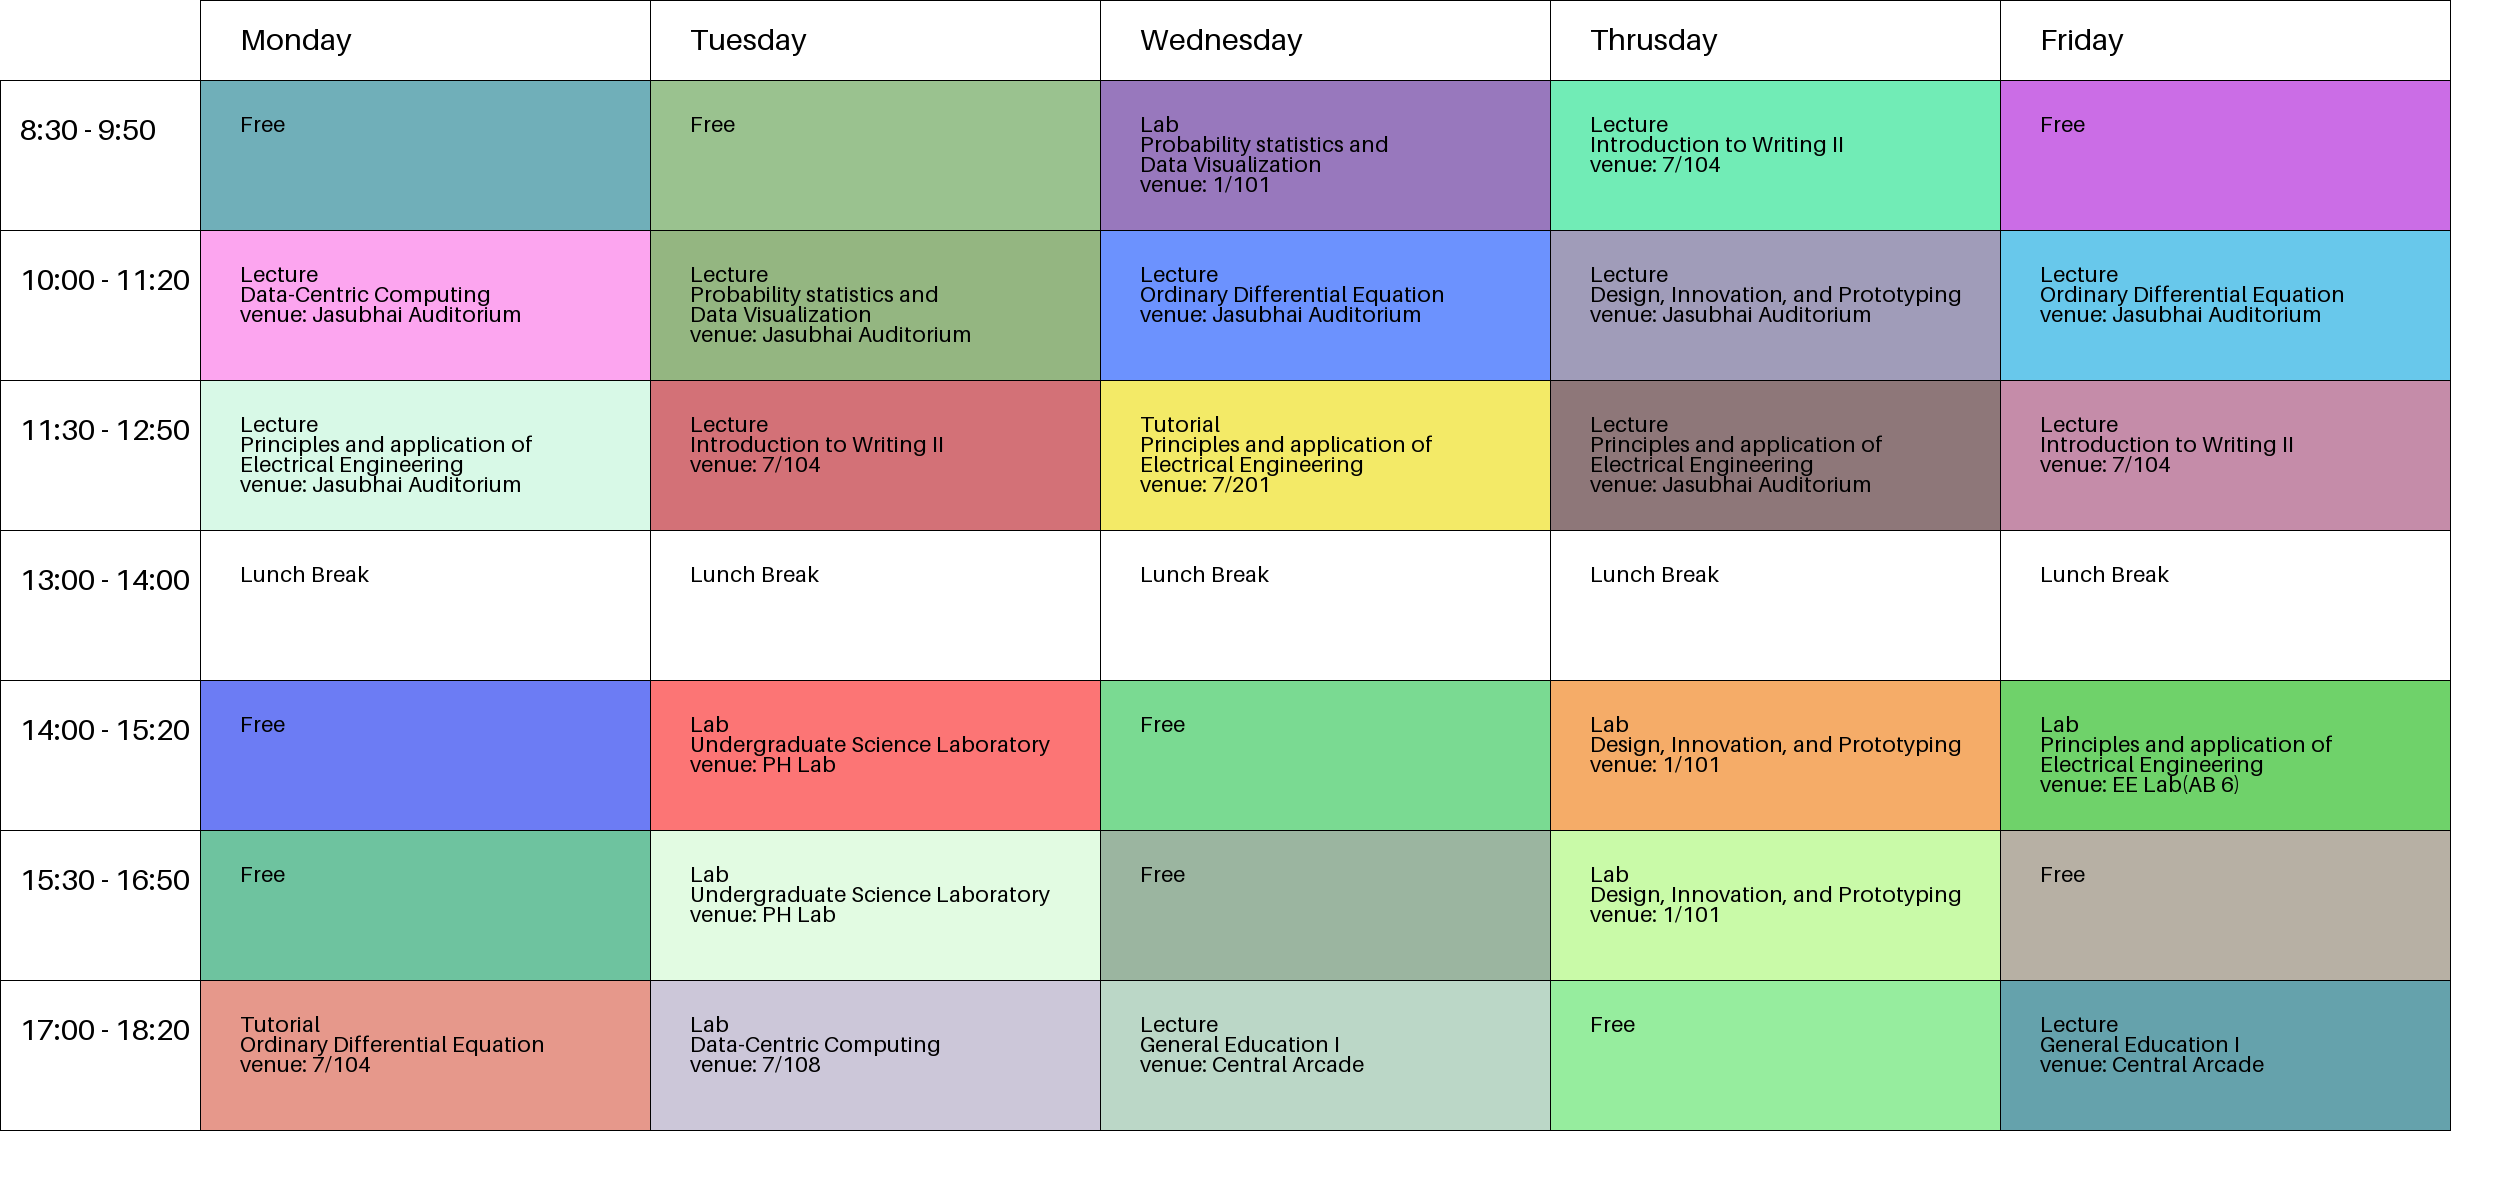 Monday
Tuesday
Wednesday
Thrusday
Friday
8:30 - 9:50
Free
Free
Lab
Probability statistics and
Data Visualization
venue: 1/101
Lecture
Introduction to Writing II
venue: 7/104
Free
10:00 - 11:20
Lecture
Data-Centric Computing
venue: Jasubhai Auditorium
Lecture
Probability statistics and
Data Visualization
venue: Jasubhai Auditorium
Lecture
Ordinary Differential Equation
venue: Jasubhai Auditorium
Lecture
Design, Innovation, and Prototyping
venue: Jasubhai Auditorium
Lecture
Ordinary Differential Equation
venue: Jasubhai Auditorium
11:30 - 12:50
Lecture
Principles and application of
Electrical Engineering
venue: Jasubhai Auditorium
Lecture
Introduction to Writing II
venue: 7/104
Tutorial
Principles and application of
Electrical Engineering
venue: 7/201
Lecture
Principles and application of
Electrical Engineering
venue: Jasubhai Auditorium
Lecture
Introduction to Writing II
venue: 7/104
13:00 - 14:00
Lunch Break
Lunch Break
Lunch Break
Lunch Break
Lunch Break
14:00 - 15:20
Free
Lab
Undergraduate Science Laboratory
venue: PH Lab
Free
Lab
Design, Innovation, and Prototyping
venue: 1/101
Lab
Principles and application of
Electrical Engineering
venue: EE Lab(AB 6)
15:30 - 16:50
Free
Lab
Undergraduate Science Laboratory
venue: PH Lab
Free
Lab
Design, Innovation, and Prototyping
venue: 1/101
Free
17:00 - 18:20
Tutorial
Ordinary Differential Equation
venue: 7/104
Lab
Data-Centric Computing
venue: 7/108
Lecture
General Education I
venue: Central Arcade
Free
Lecture
General Education I
venue: Central Arcade